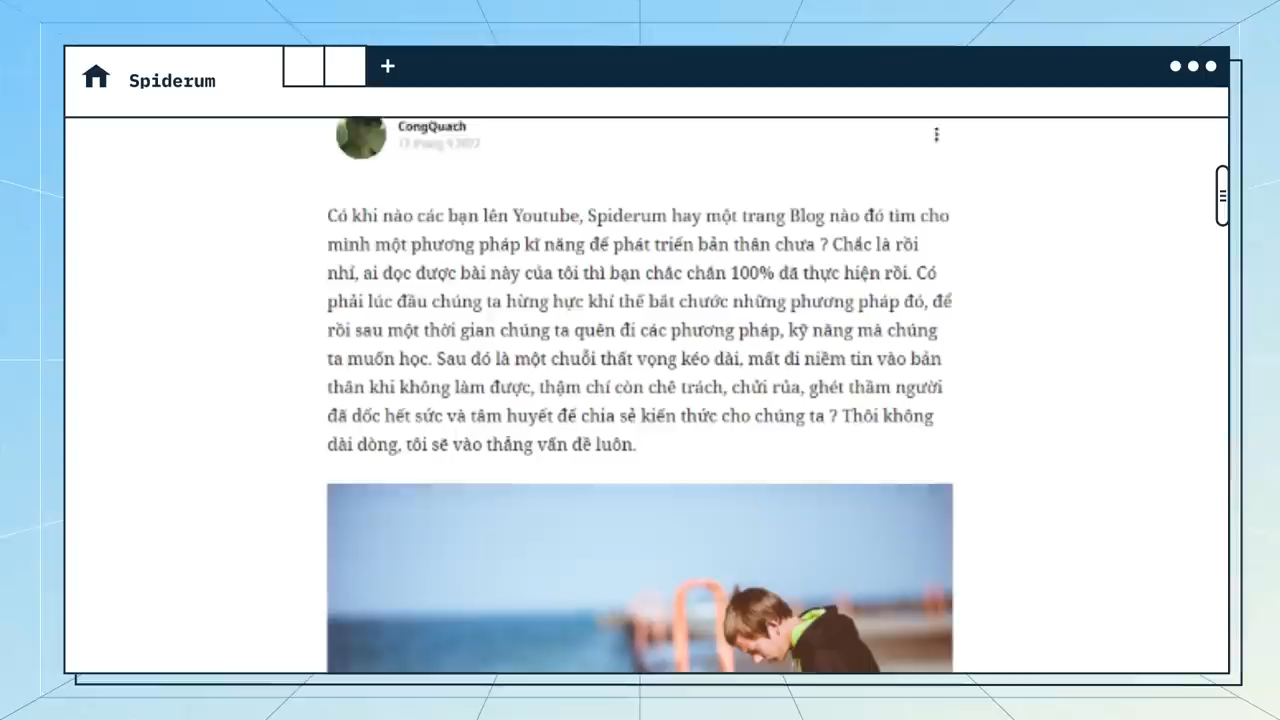 Spiderum
CongQuach
Có khi nào các bạn lên Youtube, Spiderum hay một trang Blog nào đó tìm cho
mình một phương pháp kĩ năng để phát triển bản thân chưa ? Chắc là rồi
nhỉ, ai đọc được bài này của tôi thì bạn chắc chắn 100% đã thực hiện rồi. Có
phải lúc đầu chúng ta hừng hực khí thế bắt chước những phương pháp đó, để
rồi sau một thời gian chúng ta quên đi các phương pháp, kỹ năng mà chúng
ta muốn học. Sau đó là một chuỗi thất vọng kéo dài, mất đi niềm tin vào bản
thân khi không làm được, thậm chí còn chê trách, chửi rủa, ghét thầm người
đã dốc hết sức và tâm huyết để chia sẻ kiến thức cho chúng ta ? Thôi không
dài dòng, tôi sẽ vào thẳng vấn đề luôn.